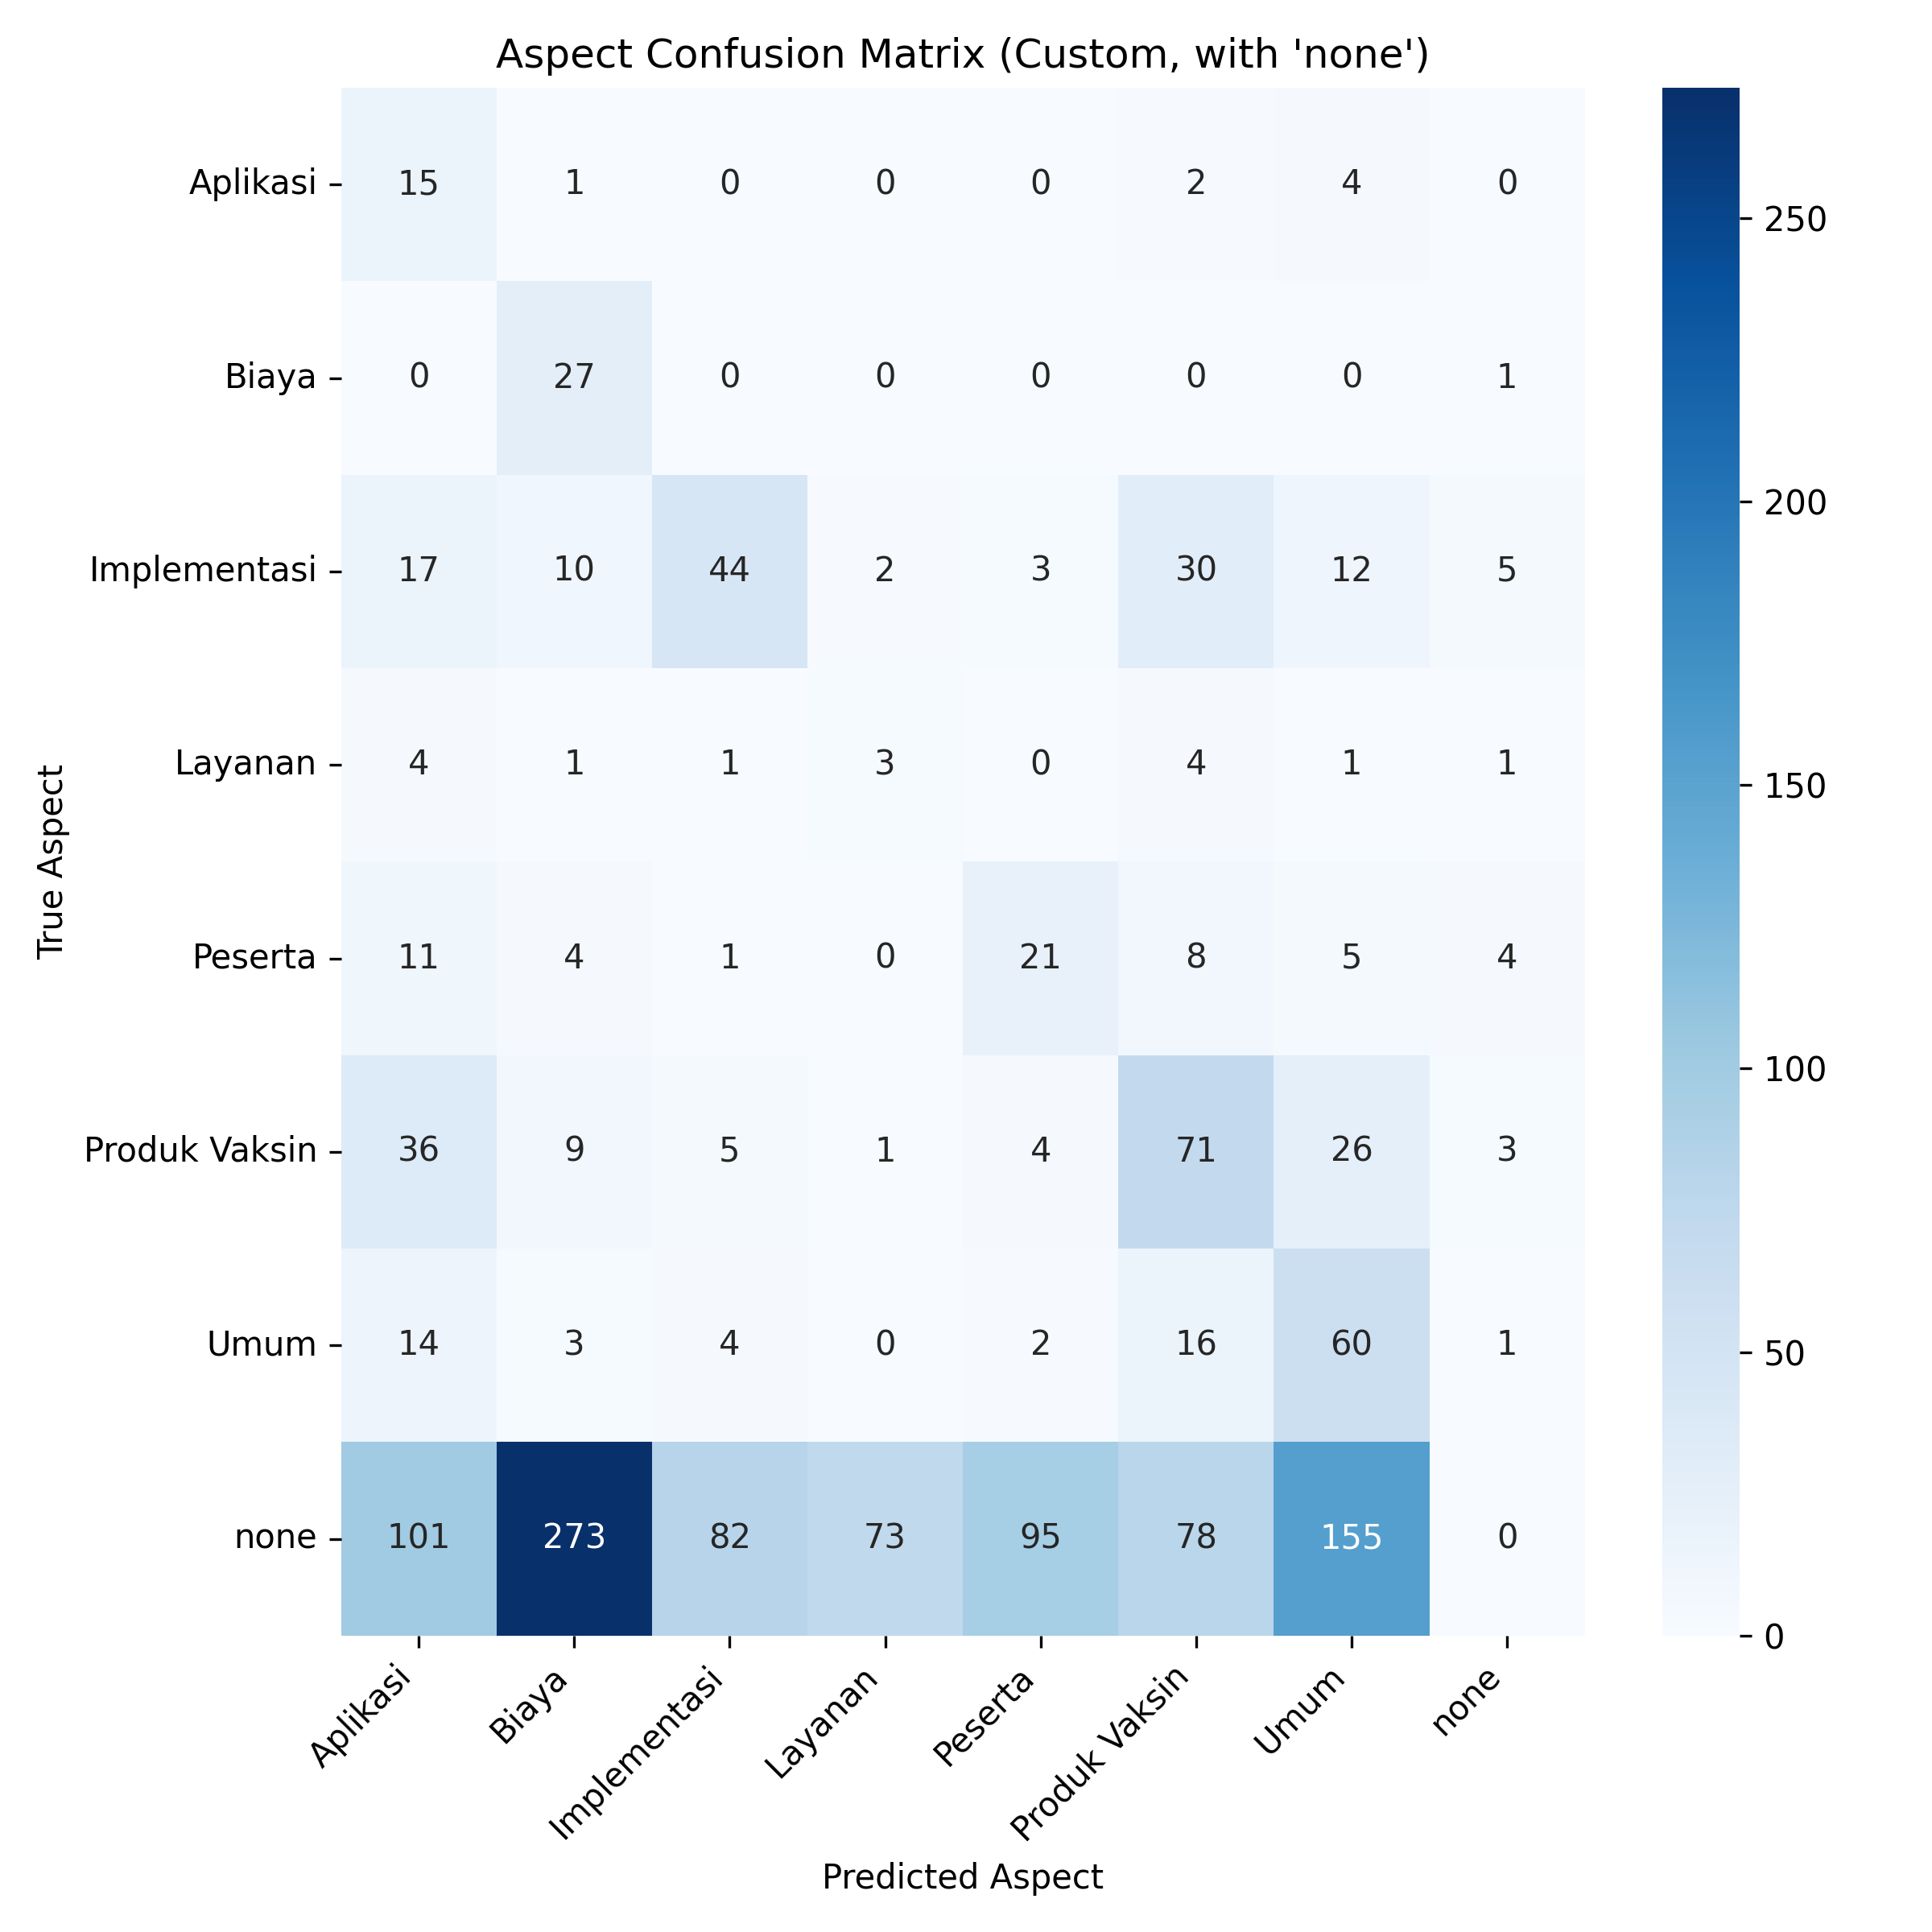 Aspect Confusion Matrix (Custom, with 'none')
True Aspect
Aplikasi 15 1 0 0 0 2 4 0
Biaya 0 27 0 0 0 0 0 1
Implementasi 17 10 44 2 3 30 12 5
Layanan 4 1 1 3 0 4 1 1
Peserta 11 4 1 0 21 8 5 4
Produk Vaksin 36 9 5 1 4 71 26 3
Umum 14 3 4 0 2 16 60 1
none 101 273 82 73 95 78 155 0
Aplikasi Biaya Implementasi Layanan Peserta Produk Vaksin Umum none
Predicted Aspect
250
200
150
100
50
0